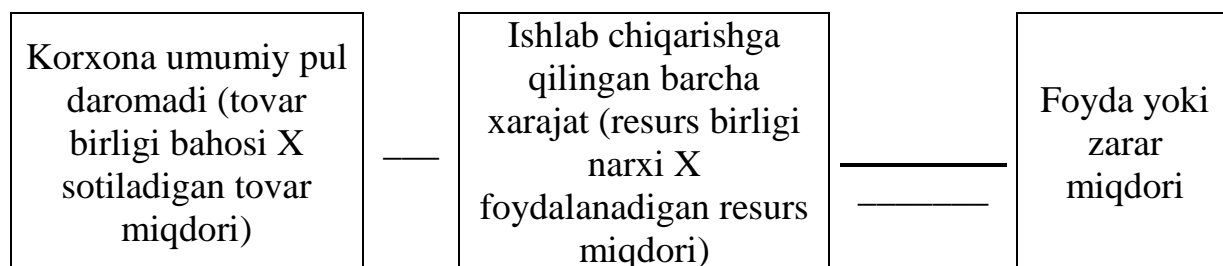 Korxona umumiy pul
daromadi (tovar
birligi bahosi X
sotiladigan tovar
miqdori)
Ishlab chiqarishga
qilingan barcha
xarajat (resurs birligi
narxi X
foydalanadigan resurs
miqdori)
Foyda yoki
zarar
miqdori